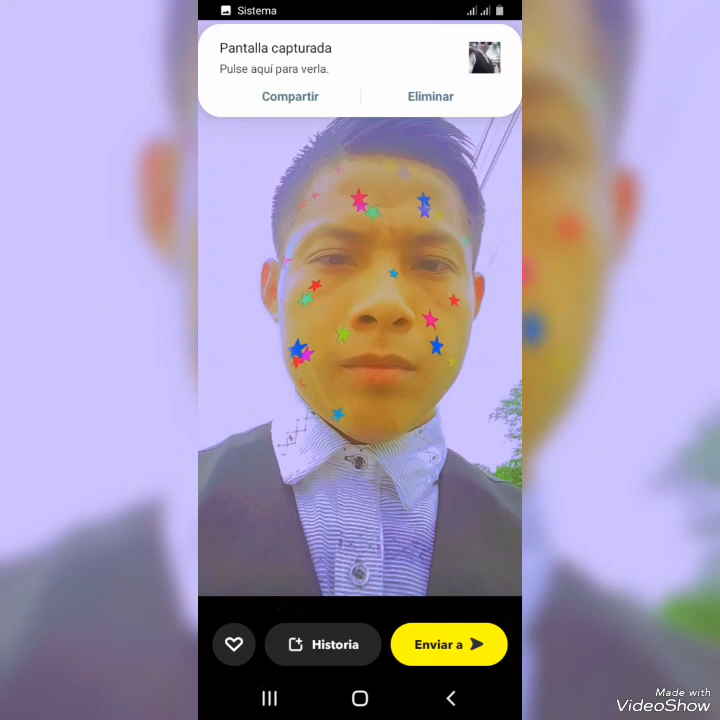 Sistema
Pantalla capturada
Pulse aquí para verla.
Compartir
Eliminar
Historia
Enviar a
Made with
VideoShow